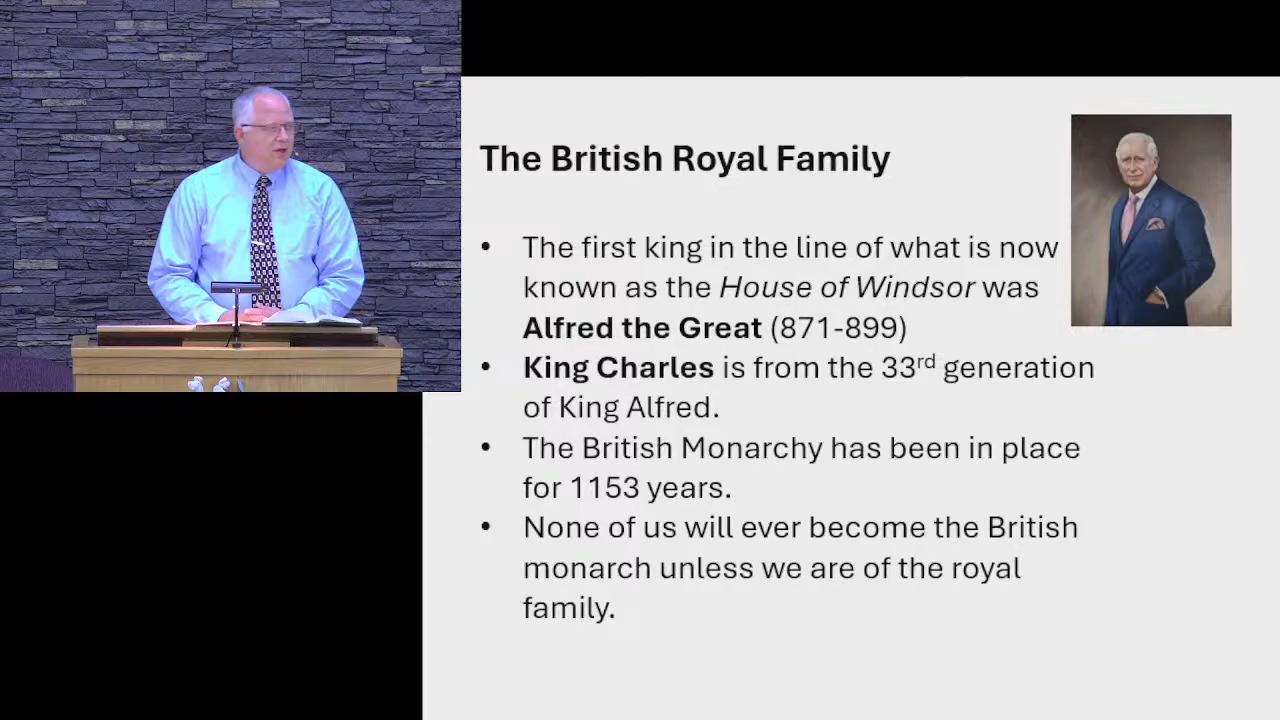 The British Royal Family
• The first king in the line of what is now
known as the House of Windsor was
Alfred the Great (871-899)
• King Charles is from the 33rd generation
of King Alfred.
• The British Monarchy has been in place
for 1153 years.
• None of us will ever become the British
monarch unless we are of the royal
family.